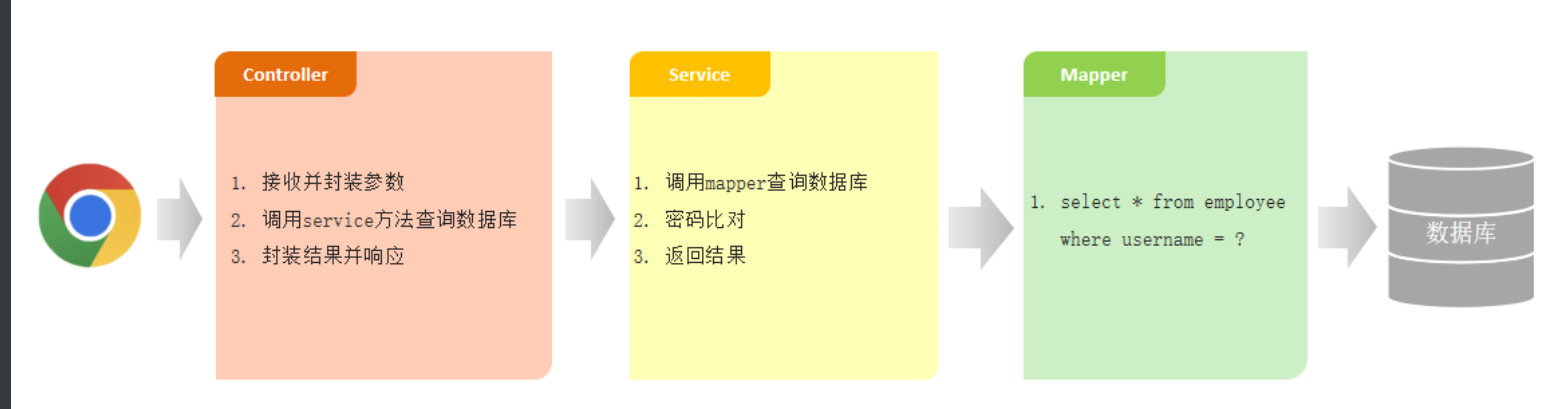 Controller
1. 接收并封装参数
2. 调用service方法查询数据库
3. 封装结果并响应
Service
1. 调用mapper查询数据库
2. 密码比对
3. 返回结果
Mapper
1. select * from employee
where username = ?
数据库